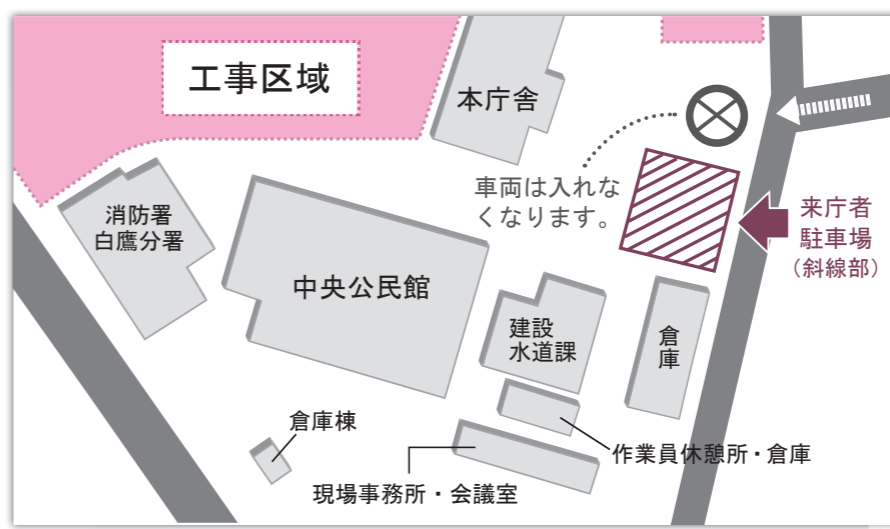 工事区域
本庁舎
車両は入れな
くなります。
来庁者
駐車場
（斜線部）
消防署
白鷹分署
中央公民館
建設
水道課
倉庫
倉庫棟
作業員休憩所・倉庫
現場事務所・会議室